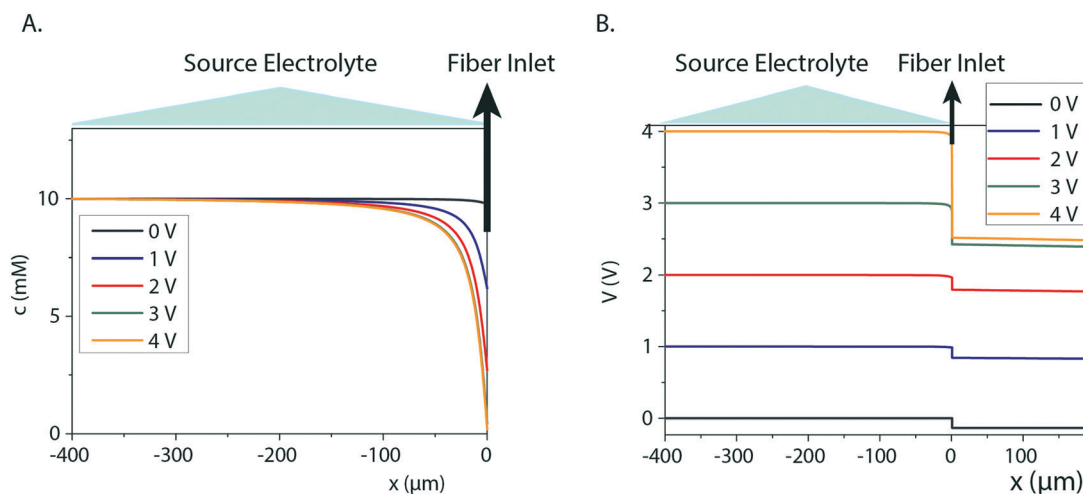 A.
Source Electrolyte
Fiber Inlet
10
5
0
c (mM)
0 V
1 V
2 V
3 V
4 V
-400
-300
-200
-100
0
x (µm)
B.
Source Electrolyte
Fiber Inlet
0 V
1 V
2 V
3 V
4 V
4
3
2
1
0
V (V)
-400
-300
-200
-100
0
100
x (µm)